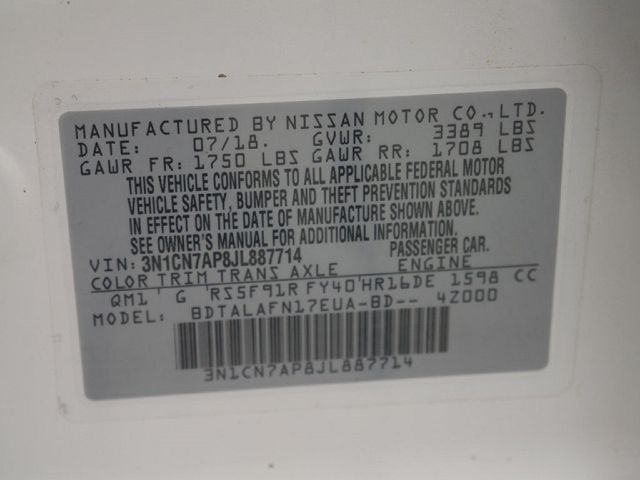 MANUFACTURED BY NISSAN MOTOR CO., LTD.
DATE: 07/18. GVWR: 3389 LBS
GAWR FR: 1750 LBS GAWR RR: 1708 LBS
THIS VEHICLE CONFORMS TO ALL APPLICABLE FEDERAL MOTOR
VEHICLE SAFETY, BUMPER AND THEFT PREVENTION STANDARDS
IN EFFECT ON THE DATE OF MANUFACTURE SHOWN ABOVE.
SEE OWNER'S MANUAL FOR ADDITIONAL INFORMATION.
VIN: 3N1CN7AP8JL887714 PASSENGER CAR.
COLOR TRIM TRANS AXLE ENGINE
QM1 G RS5F91R FY40 HR16DE 1598 CC
MODEL: BDTALAFN17EUA-BD-- 4Z000
3N1CN7AP8JL887714